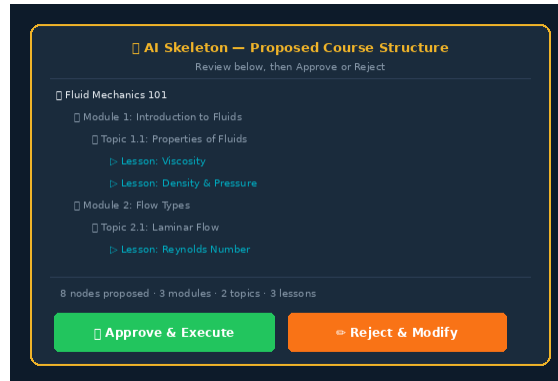 AI Skeleton — Proposed Course Structure
Review below, then Approve or Reject
Fluid Mechanics 101
Module 1: Introduction to Fluids
Topic 1.1: Properties of Fluids
▷ Lesson: Viscosity
▷ Lesson: Density & Pressure
Module 2: Flow Types
Topic 2.1: Laminar Flow
▷ Lesson: Reynolds Number
8 nodes proposed · 3 modules · 2 topics · 3 lessons
Approve & Execute
✏ Reject & Modify